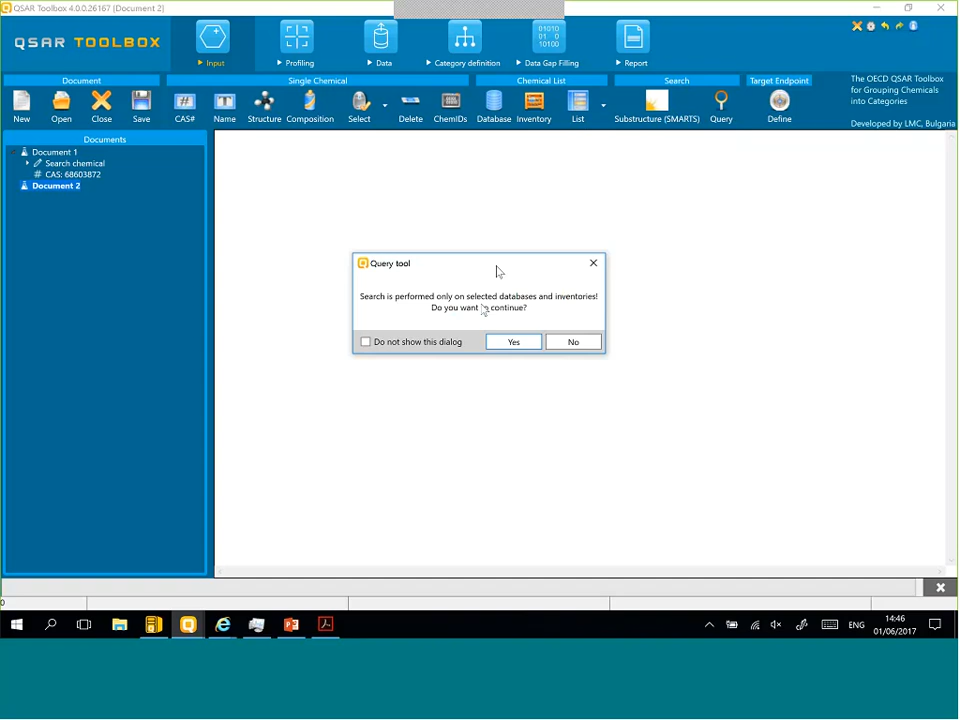 QSAR Toolbox 4.0.0.26167 [Document 2]
QSAR TOOLBOX
Input
Profiling
Data
Category definition
Data Gap Filling
Report
01010
01 0
10100
Document
Single Chemical
Chemical List
Search
Target Endpoint
The OECD QSAR Toolbox
for Grouping Chemicals
into Categories
Developed by LMC, Bulgaria
New
Open
Close
Save
CAS#
Name
Structure
Composition
Select
Delete
ChemIDs
Database
Inventory
List
Substructure (SMARTS)
Query
Define
Documents
Document 1
Search chemical
# CAS: 68603872
Document 2
Query tool
Search is performed only on selected databases and inventories!
Do you want to continue?
Do not show this dialog
Yes
No
0
ENG
14:46
01/06/2017